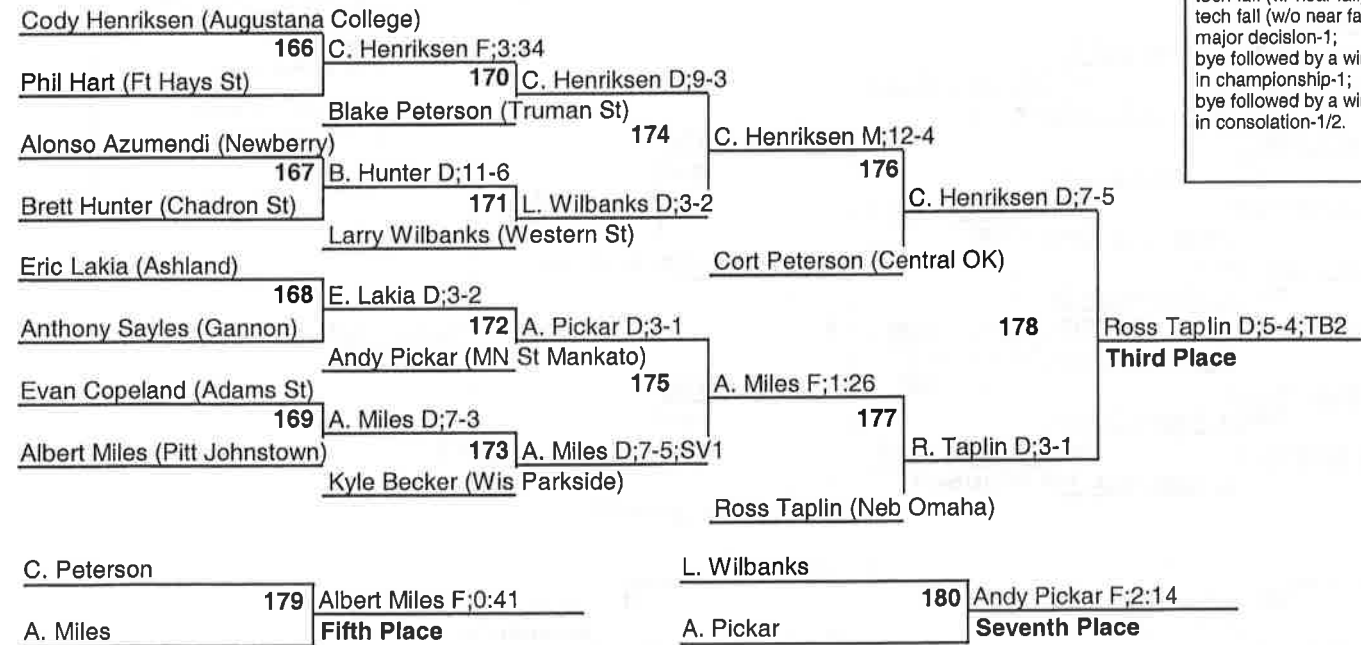 Cody Henriksen (Augustana College)
166 C. Henriksen F;3:34
Phil Hart (Ft Hays St)
170 C. Henriksen D;9-3
Blake Peterson (Truman St)
Alonso Azumendi (Newberry)
174 C. Henriksen M;12-4
167 B. Hunter D;11-6
176
Brett Hunter (Chadron St)
171 L. Wilbanks D;3-2
C. Henriksen D;7-5
Larry Wilbanks (Western St)
Eric Lakia (Ashland)
Cort Peterson (Central OK)
168 E. Lakia D;3-2
Anthony Sayles (Gannon)
172 A. Pickar D;3-1
178 Ross Taplin D;5-4;TB2
Andy Pickar (MN St Mankato)
Third Place
Evan Copeland (Adams St)
175 A. Miles F;1:26
169 A. Miles D;7-3
177
Albert Miles (Pitt Johnstown)
173 A. Miles D;7-5;SV1
R. Taplin D;3-1
Kyle Becker (Wis Parkside)
Ross Taplin (Neb Omaha)
C. Peterson
179 Albert Miles F;0:41
A. Miles
Fifth Place
L. Wilbanks
180 Andy Pickar F;2:14
A. Pickar
Seventh Place
tech fall (w/o near fa
major decision-1;
bye followed by a wi
in championship-1;
bye followed by a wi
in consolation-1/2.